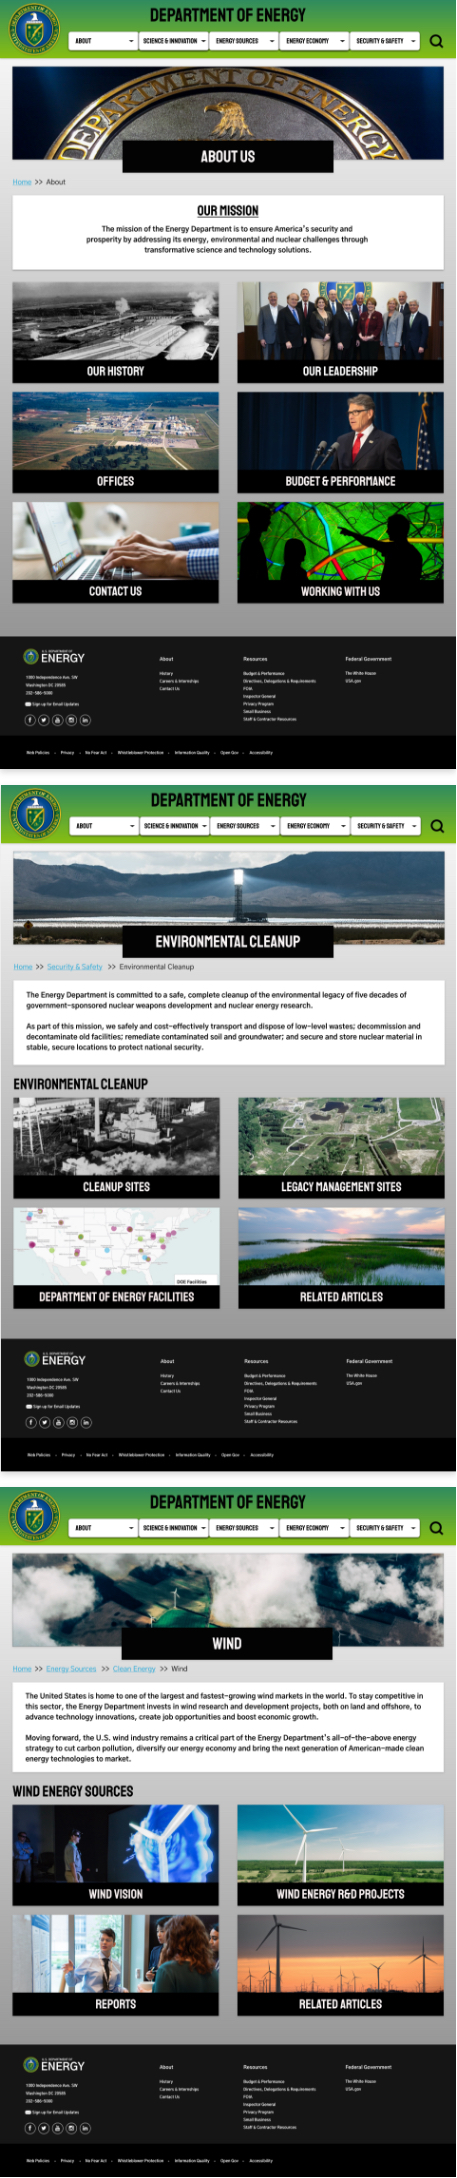 DEPARTMENT OF ENERGY
ABOUT
SCIENCE & INNOVATION
ENERGY SOURCES
ENERGY ECONOMY
SECURITY & SAFETY
DEPARTMENT OF ENERGY
ABOUT US
Home >> About
OUR MISSION
The mission of the Energy Department is to ensure America's security and
prosperity by addressing its energy, environmental and nuclear challenges through
transformative science and technology solutions.
OUR HISTORY
OUR LEADERSHIP
OFFICES
BUDGET & PERFORMANCE
CONTACT US
WORKING WITH US
U.S. DEPARTMENT OF
ENERGY
1000 Independence Ave. SW
Washington DC 20585
202-586-5000
Sign up for Email Updates
About
History
Careers & Internships
Contact Us
Resources
Budget & Performance
Directives, Delegations & Requirements
FOIA
Inspector General
Privacy Program
Small Business
Staff & Contractor Resources
Federal Government
The White House
USA.gov
Web Policies • Privacy • No Fear Act • Whistleblower Protection • Information Quality • Open Gov • Accessibility
DEPARTMENT OF ENERGY
ABOUT
SCIENCE & INNOVATION
ENERGY SOURCES
ENERGY ECONOMY
SECURITY & SAFETY
ENVIRONMENTAL CLEANUP
Home >> Security & Safety >> Environmental Cleanup
The Energy Department is committed to a safe, complete cleanup of the environmental legacy of five decades of
government-sponsored nuclear weapons development and nuclear energy research.
As part of this mission, we safely and cost-effectively transport and dispose of low-level wastes; decommission and
decontaminate old facilities; remediate contaminated soil and groundwater; and secure and store nuclear material in
stable, secure locations to protect national security.
ENVIRONMENTAL CLEANUP
CLEANUP SITES
LEGACY MANAGEMENT SITES
DOE Facilities
DEPARTMENT OF ENERGY FACILITIES
RELATED ARTICLES
U.S. DEPARTMENT OF
ENERGY
1000 Independence Ave. SW
Washington DC 20585
202-586-5000
Sign up for Email Updates
About
History
Careers & Internships
Contact Us
Resources
Budget & Performance
Directives, Delegations & Requirements
FOIA
Inspector General
Privacy Program
Small Business
Staff & Contractor Resources
Federal Government
The White House
USA.gov
Web Policies • Privacy • No Fear Act • Whistleblower Protection • Information Quality • Open Gov • Accessibility
DEPARTMENT OF ENERGY
ABOUT
SCIENCE & INNOVATION
ENERGY SOURCES
ENERGY ECONOMY
SECURITY & SAFETY
WIND
Home >> Energy Sources >> Clean Energy >> Wind
The United States is home to one of the largest and fastest-growing wind markets in the world. To stay competitive in
this sector, the Energy Department invests in wind research and development projects, both on land and offshore, to
advance technology innovations, create job opportunities and boost economic growth.
Moving forward, the U.S. wind industry remains a critical part of the Energy Department's all-of-the-above energy
strategy to cut carbon pollution, diversify our energy economy and bring the next generation of American-made clean
energy technologies to market.
WIND ENERGY SOURCES
WIND VISION
WIND ENERGY R&D PROJECTS
REPORTS
RELATED ARTICLES
U.S. DEPARTMENT OF
ENERGY
1000 Independence Ave. SW
Washington DC 20585
202-586-5000
Sign up for Email Updates
About
History
Careers & Internships
Contact Us
Resources
Budget & Performance
Directives, Delegations & Requirements
FOIA
Inspector General
Privacy Program
Small Business
Staff & Contractor Resources
Federal Government
The White House
USA.gov
Web Policies • Privacy • No Fear Act • Whistleblower Protection • Information Quality • Open Gov • Accessibility